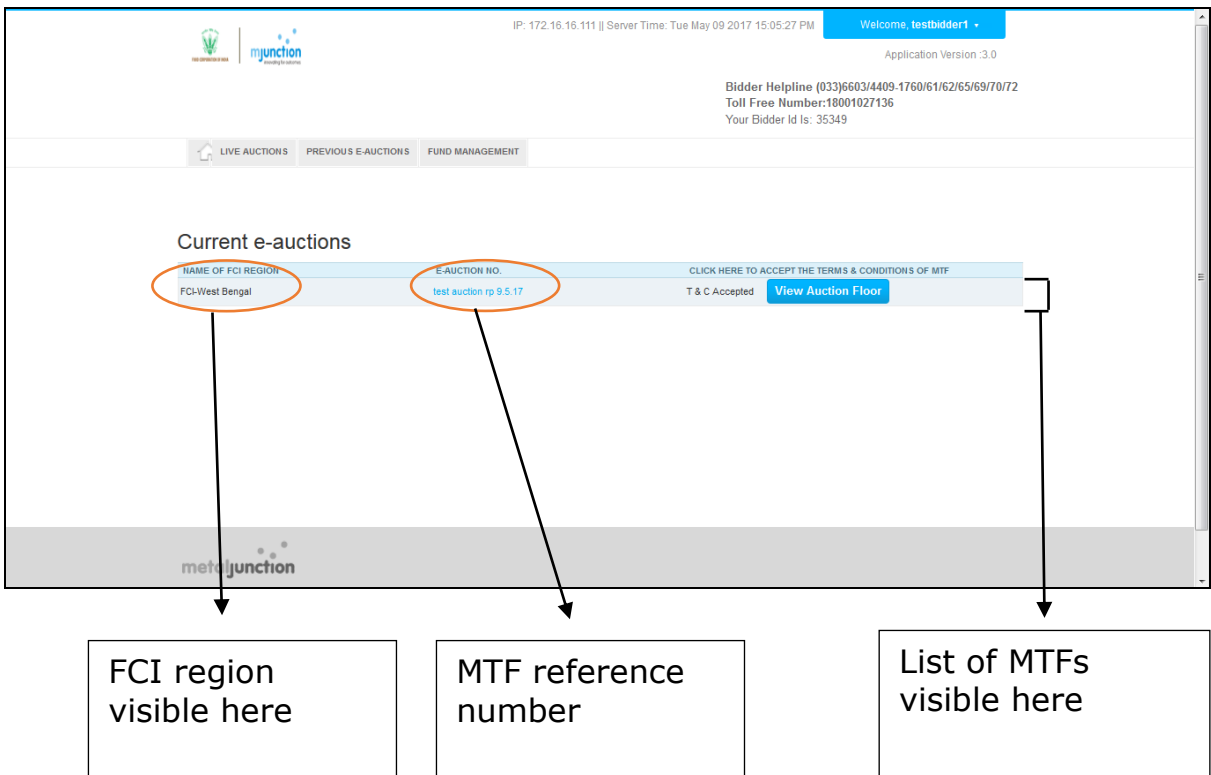 IP: 172.16.16.111 || Server Time: Tue May 09 2017 15:05:27 PM
Welcome, testbidder1
mjunction
Application Version :3.0
Bidder Helpline (033)6603/4409-1760/61/62/65/69/70/72
Toll Free Number:18001027136
Your Bidder Id Is: 35349
LIVE AUCTIONS PREVIOUS E-AUCTIONS FUND MANAGEMENT
Current e-auctions
NAME OF FCI REGION E-AUCTION NO. CLICK HERE TO ACCEPT THE TERMS & CONDITIONS OF MTF
FCI-West Bengal test auction rp 9.5.17 T & C Accepted View Auction Floor
metaljunction
FCI region
visible here
MTF reference
number
List of MTFs
visible here